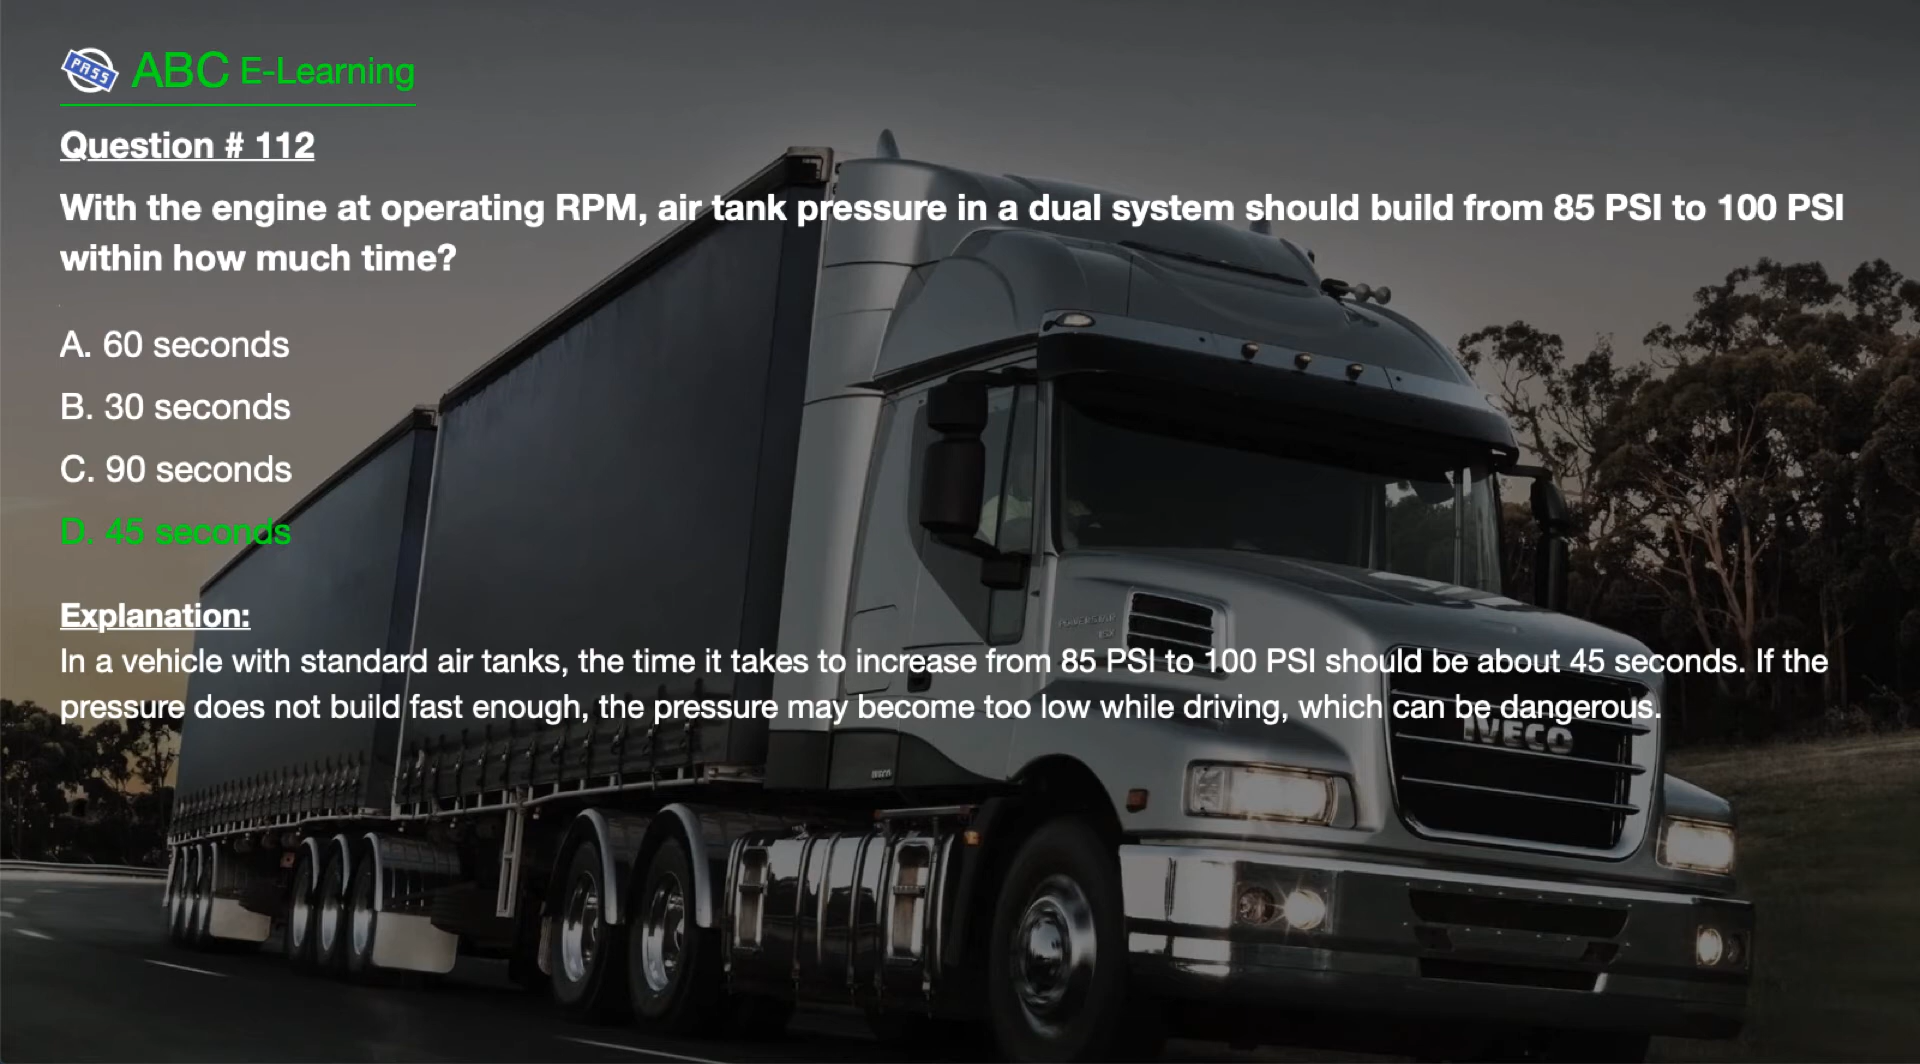 PASS ABC E-Learning
Question # 112
With the engine at operating RPM, air tank pressure in a dual system should build from 85 PSI to 100 PSI
within how much time?
A. 60 seconds
B. 30 seconds
C. 90 seconds
D. 45 seconds
Explanation:
POWERSTAR
ISX
In a vehicle with standard air tanks, the time it takes to increase from 85 PSI to 100 PSI should be about 45 seconds. If the
pressure does not build fast enough, the pressure may become too low while driving, which can be dangerous.
IVECO